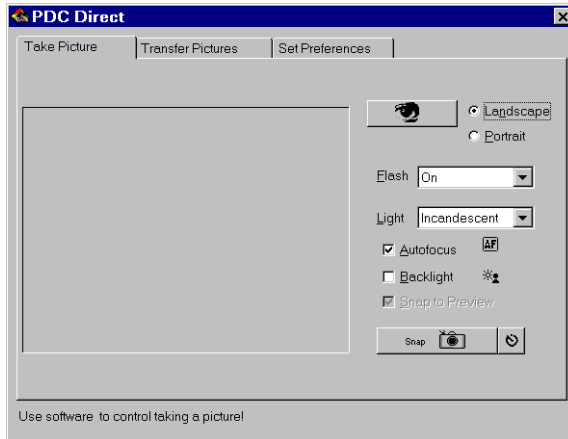 PDC Direct
Take Picture Transfer Pictures Set Preferences
Landscape
Portrait
Flash On
Light Incandescent
Autofocus AF
Backlight
Snap to Preview
Snap
Use software to control taking a picture!